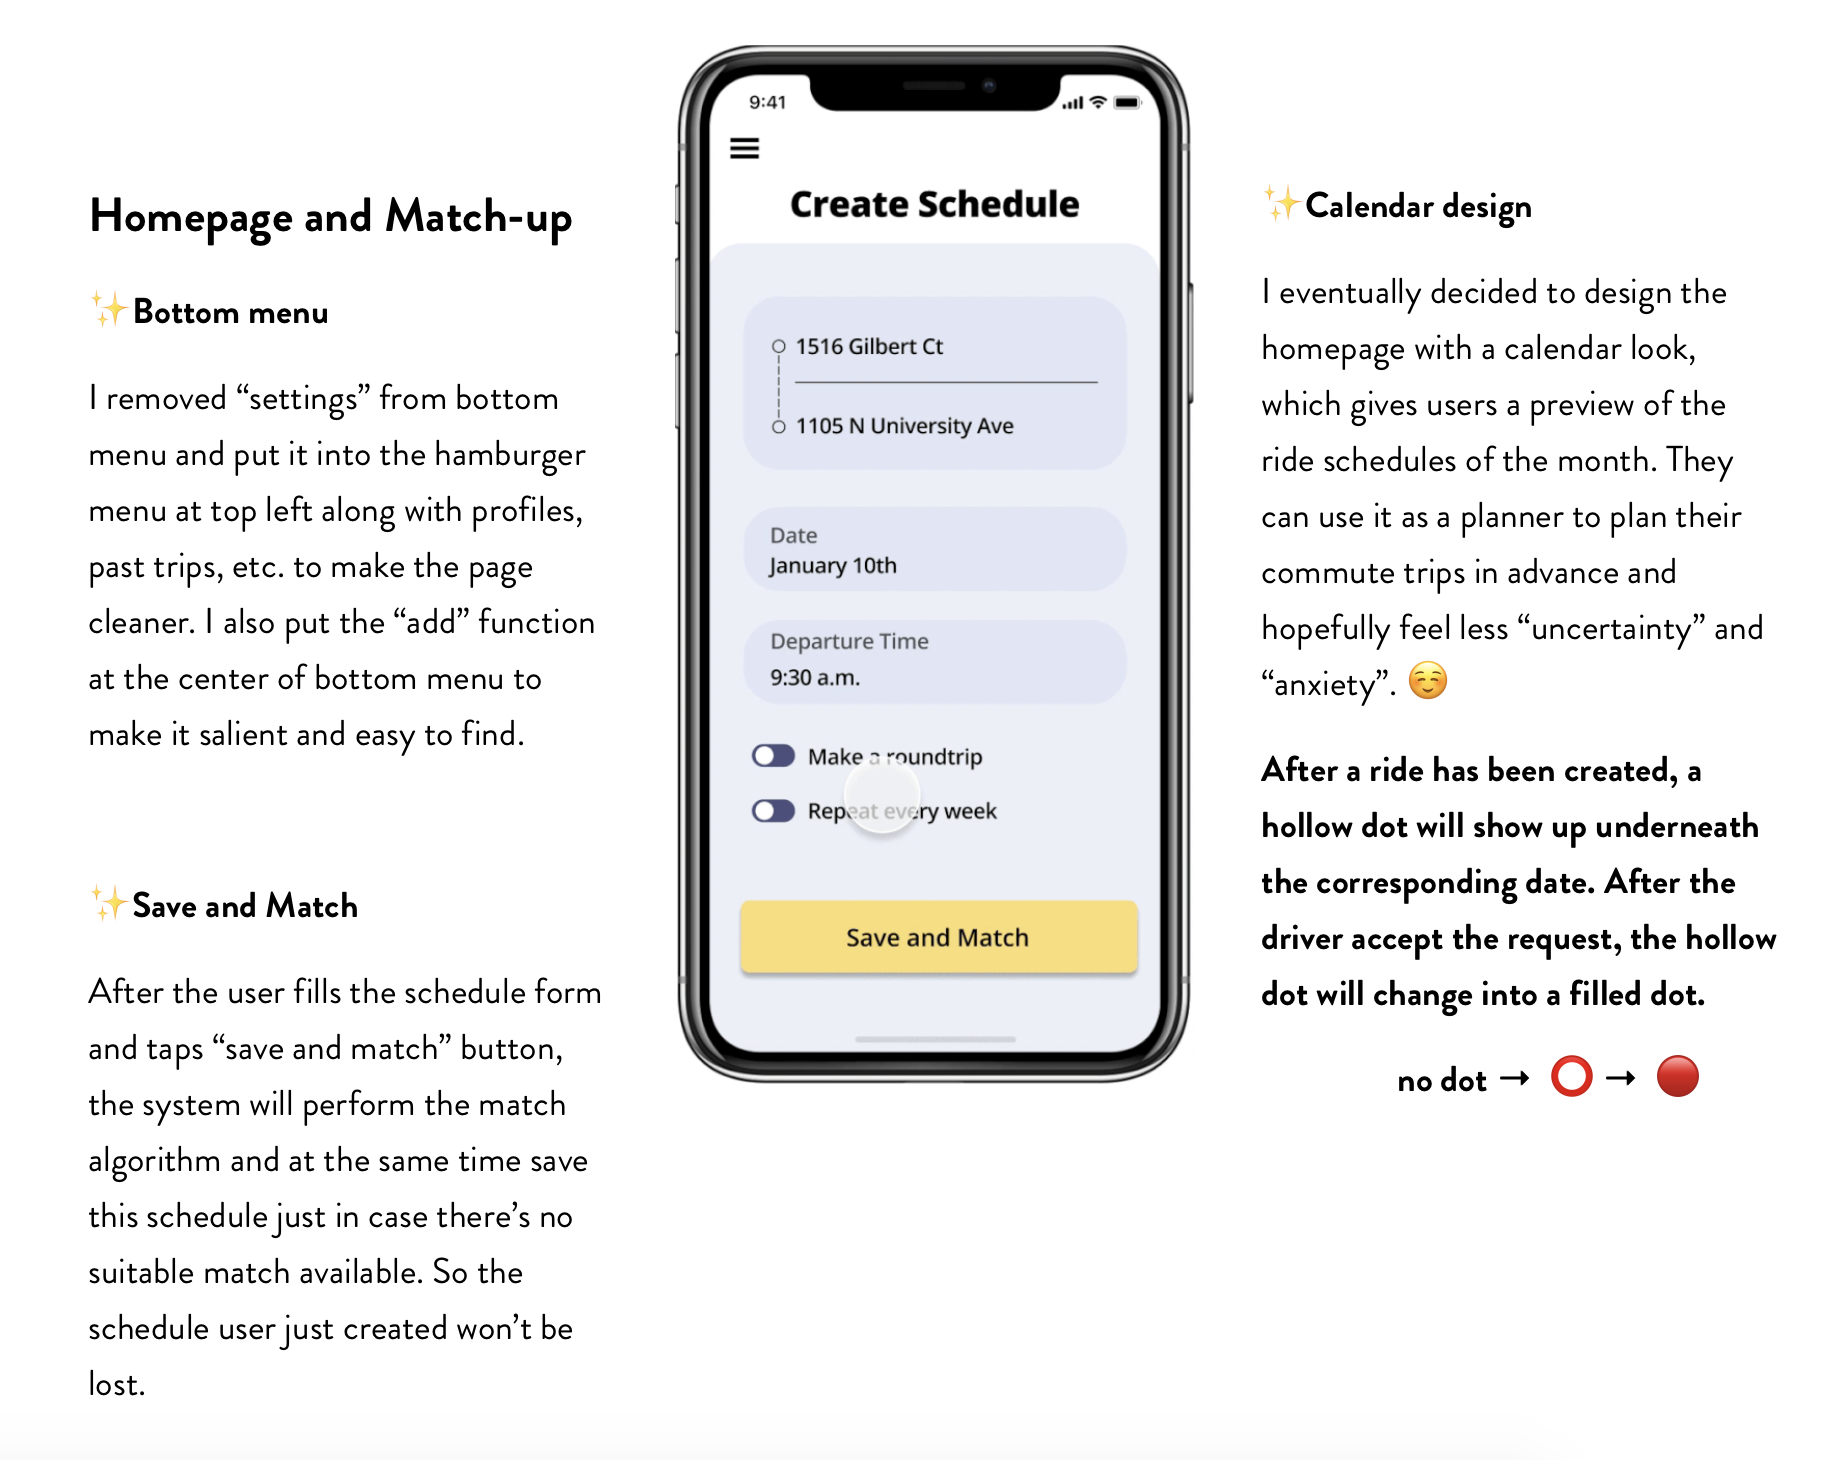 Homepage and Match-up
✨Bottom menu
I removed “settings” from bottom
menu and put it into the hamburger
menu at top left along with profiles,
past trips, etc. to make the page
cleaner. I also put the “add” function
at the center of bottom menu to
make it salient and easy to find.
✨Save and Match
After the user fills the schedule form
and taps “save and match” button,
the system will perform the match
algorithm and at the same time save
this schedule just in case there’s no
suitable match available. So the
schedule user just created won’t be
lost.
9:41
Create Schedule
1516 Gilbert Ct
1105 N University Ave
Date
January 10th
Departure Time
9:30 a.m.
Make a roundtrip
Repeat every week
Save and Match
✨Calendar design
I eventually decided to design the
homepage with a calendar look,
which gives users a preview of the
ride schedules of the month. They
can use it as a planner to plan their
commute trips in advance and
hopefully feel less “uncertainty” and
“anxiety”. ☺️
After a ride has been created, a
hollow dot will show up underneath
the corresponding date. After the
driver accept the request, the hollow
dot will change into a filled dot.
no dot → ⭕ → 🔴